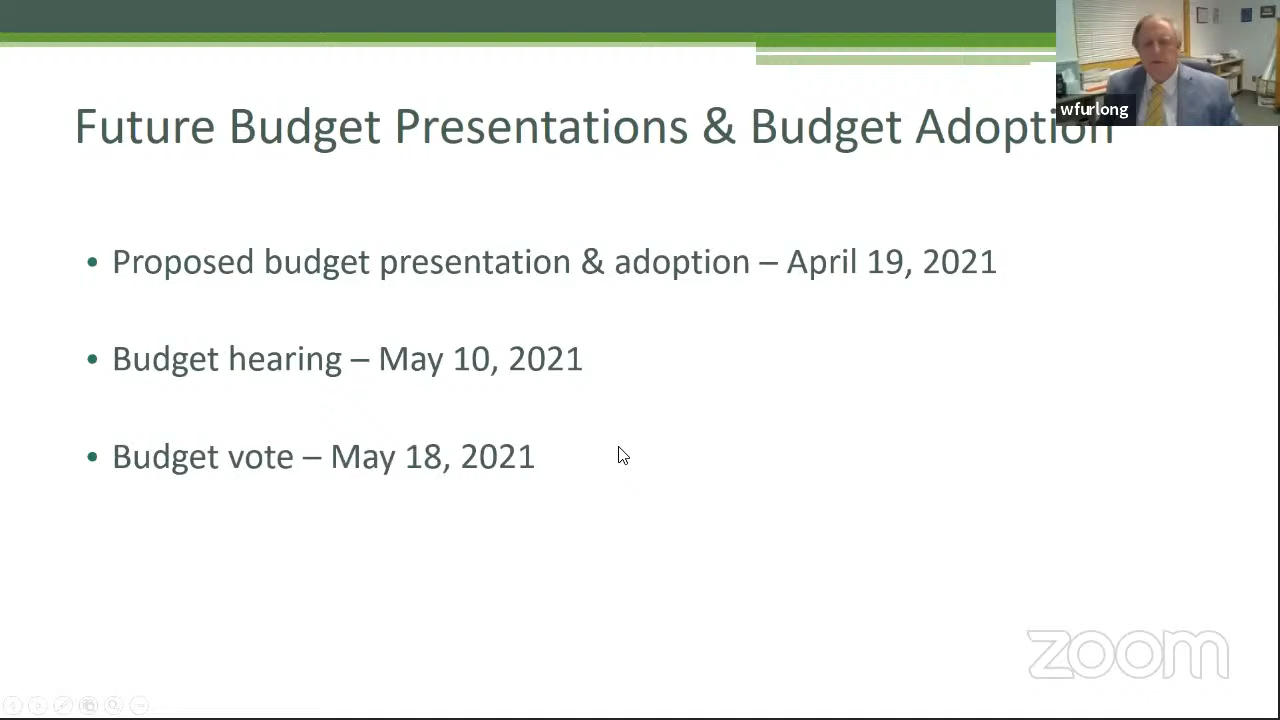 Future Budget Presentations & Budget Adoption
wfurlong
• Proposed budget presentation & adoption – April 19, 2021
• Budget hearing – May 10, 2021
• Budget vote – May 18, 2021
zoom